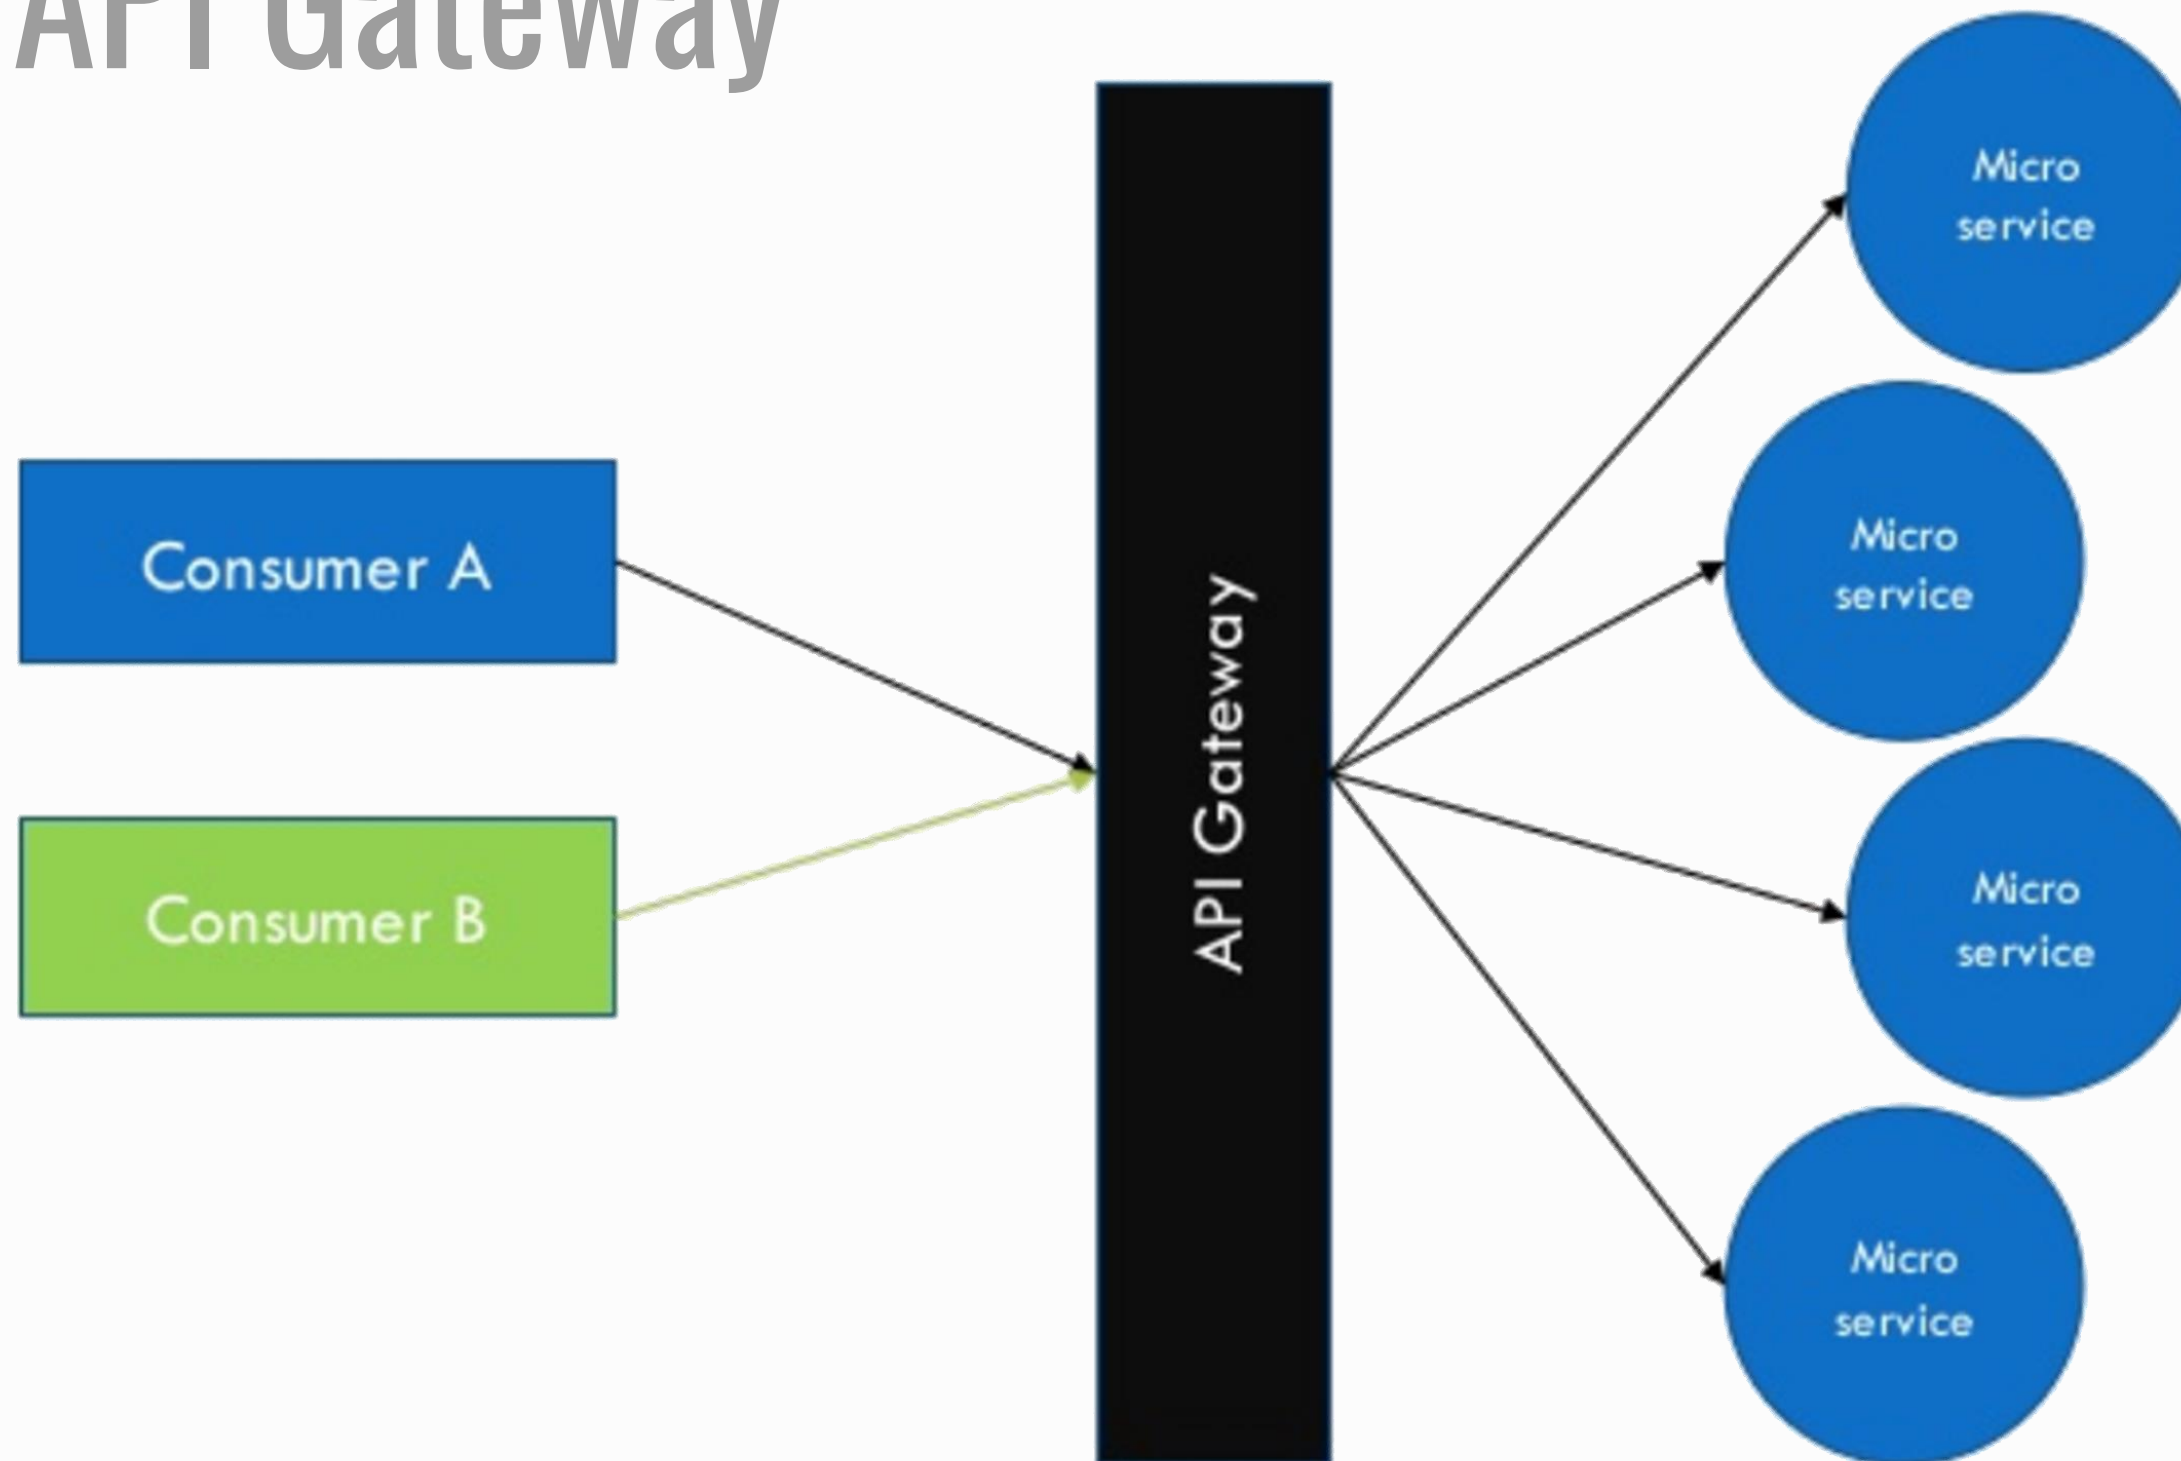 API Gateway
Consumer A
Consumer B
API Gateway
Micro
service
Micro
service
Micro
service
Micro
service